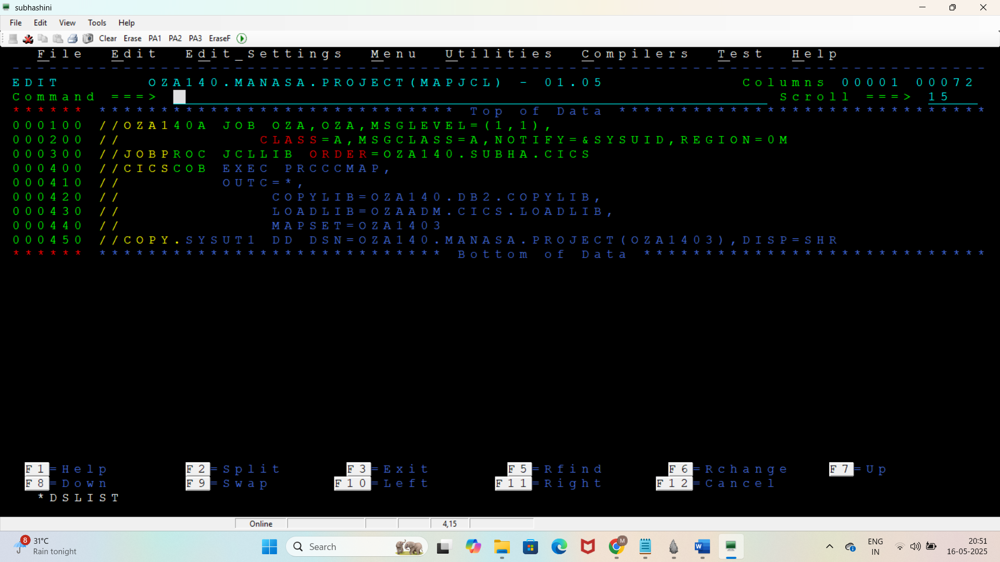 subhashini
File Edit View Tools Help
Clear Erase PA1 PA2 PA3 EraseF
File Edit Edit_Settings Menu Utilities Compilers Test Help
-------------------------------------------------------------------------------
EDIT OZA140.MANASA.PROJECT(MAPJCL) - 01.05 Columns 00001 00072
Command ===> Scroll ===> 15
****** ***************************** Top of Data ******************************
000100 //OZA140A JOB OZA,OZA,MSGLEVEL=(1,1),
000200 // CLASS=A,MSGCLASS=A,NOTIFY=&SYSUID,REGION=0M
000300 //JOBPROC JCLLIB ORDER=OZA140.SUBHA.CICS
000400 //CICSCOB EXEC PRCCCMAP,
000410 // OUTC=*,
000420 // COPYLIB=OZA140.DB2.COPYLIB,
000430 // LOADLIB=OZAADM.CICS.LOADLIB,
000440 // MAPSET=OZA1403
000450 //COPY.SYSUT1 DD DSN=OZA140.MANASA.PROJECT(OZA1403),DISP=SHR
****** **************************** Bottom of Data ****************************
F1=Help F2=Split F3=Exit F5=Rfind F6=Rchange F7=Up
F8=Down F9=Swap F10=Left F11=Right F12=Cancel
*DSLIST
Online 4,15
8 31°C
Rain tonight
Search
M
W
ENG
IN
20:51
16-05-2025